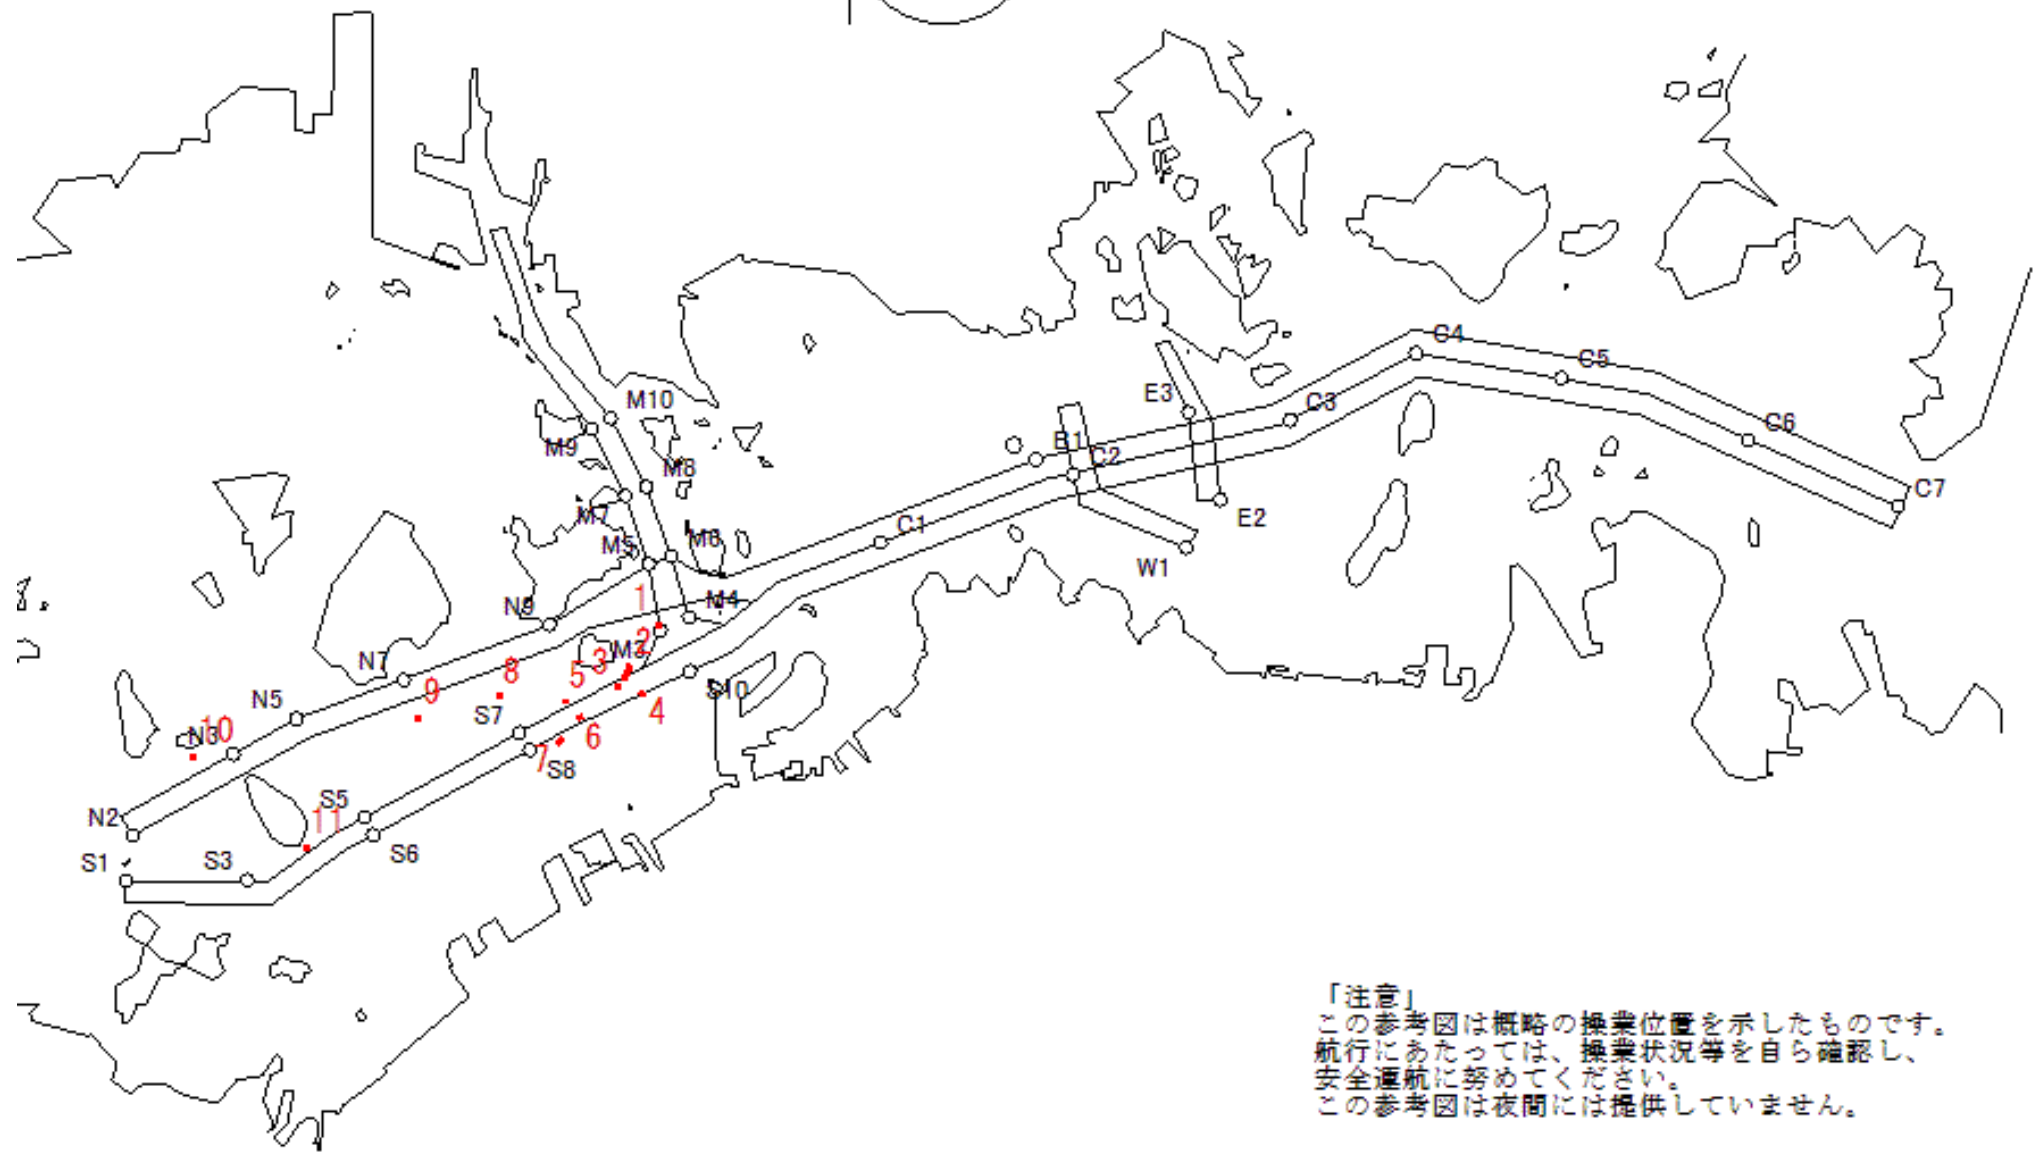 C4
C5
M10
E3
C3
C6
M9
B1
C2
M8
C7
M7
E2
C1
M5
M6
W1
1
N9
M4
2
M3
3
N7
8
5
9
S10
N5
4
S7
10
N3
6
7
S8
S5
N2
11
S6
S1
S3
「注意」
この参考図は概略の操業位置を示したものです。
航行にあたっては、操業状況等を自ら確認し、
安全運航に努めてください。
この参考図は夜間には提供していません。